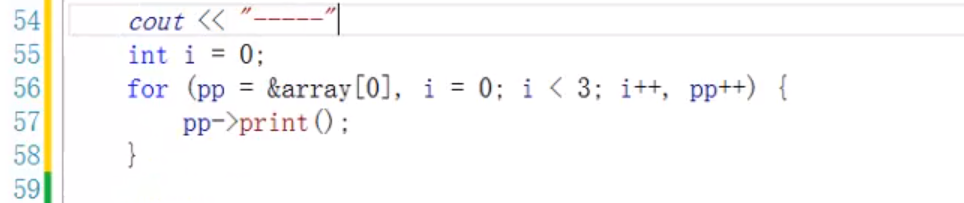 54 cout << "-----"
55 int i = 0;
56 for (pp = &array[0], i = 0; i < 3; i++, pp++) {
57 pp->print();
58 }
59